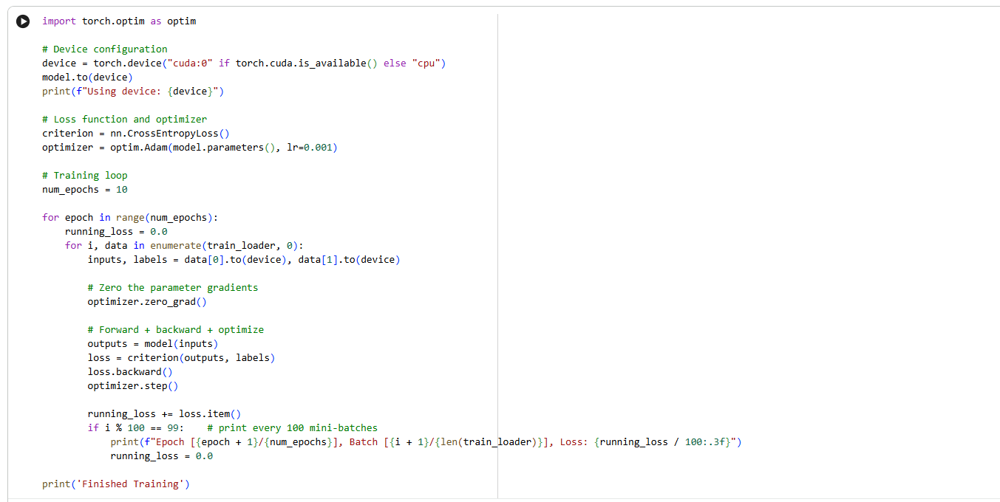 import torch.optim as optim
# Device configuration
device = torch.device("cuda:0" if torch.cuda.is_available() else "cpu")
model.to(device)
print(f"Using device: {device}")
# Loss function and optimizer
criterion = nn.CrossEntropyLoss()
optimizer = optim.Adam(model.parameters(), lr=0.001)
# Training loop
num_epochs = 10
for epoch in range(num_epochs):
    running_loss = 0.0
    for i, data in enumerate(train_loader, 0):
        inputs, labels = data[0].to(device), data[1].to(device)
        # Zero the parameter gradients
        optimizer.zero_grad()
        # Forward + backward + optimize
        outputs = model(inputs)
        loss = criterion(outputs, labels)
        loss.backward()
        optimizer.step()
        running_loss += loss.item()
        if i % 100 == 99:    # print every 100 mini-batches
            print(f"Epoch [{epoch + 1}/{num_epochs}], Batch [{i + 1}/{len(train_loader)}], Loss: {running_loss / 100:.3f}")
            running_loss = 0.0
print('Finished Training')